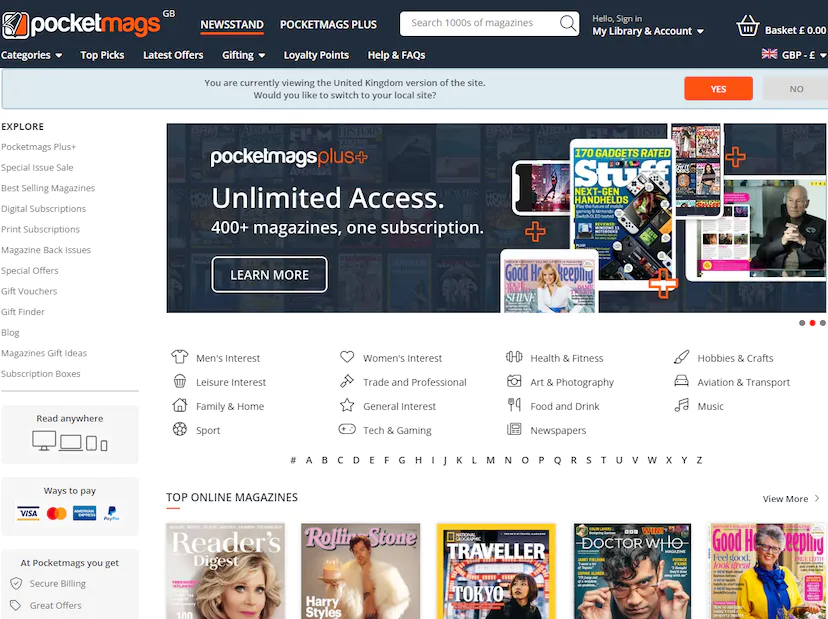 pocketmags GB
NEWSSTAND
POCKETMAGS PLUS
Search 1000s of magazines
Hello, Sign in
My Library & Account
Basket £ 0.00
Categories
Top Picks
Latest Offers
Gifting
Loyalty Points
Help & FAQs
GBP - £
You are currently viewing the United Kingdom version of the site.
Would you like to switch to your local site?
YES
NO
EXPLORE
Pocketmags Plus+
Special Issue Sale
Best Selling Magazines
Digital Subscriptions
Print Subscriptions
Magazine Back Issues
Special Offers
Gift Vouchers
Gift Finder
Blog
Magazines Gift Ideas
Subscription Boxes
Read anywhere
Ways to pay
VISA
AMERICAN EXPRESS
PayPal
At Pocketmags you get
Secure Billing
Great Offers
pocketmagsplus+
Unlimited Access.
400+ magazines, one subscription.
LEARN MORE
170 GADGETS RATED
Stuff
NEXT-GEN
HANDHELDS
Good Housekeeping
SHINE
Men's Interest
Women's Interest
Health & Fitness
Hobbies & Crafts
Leisure Interest
Trade and Professional
Art & Photography
Aviation & Transport
Family & Home
General Interest
Food and Drink
Music
Sport
Tech & Gaming
Newspapers
# A B C D E F G H I J K L M N O P Q R S T U V W X Y Z
TOP ONLINE MAGAZINES
View More
Reader's
Digest
100
RollingStone
Harry
Styles
NATIONAL GEOGRAPHIC
TRAVELLER
TOKYO
BBC
WIN!
DOCTOR WHO
MAGAZINE
Good Housekeeping
Feel good,
look great